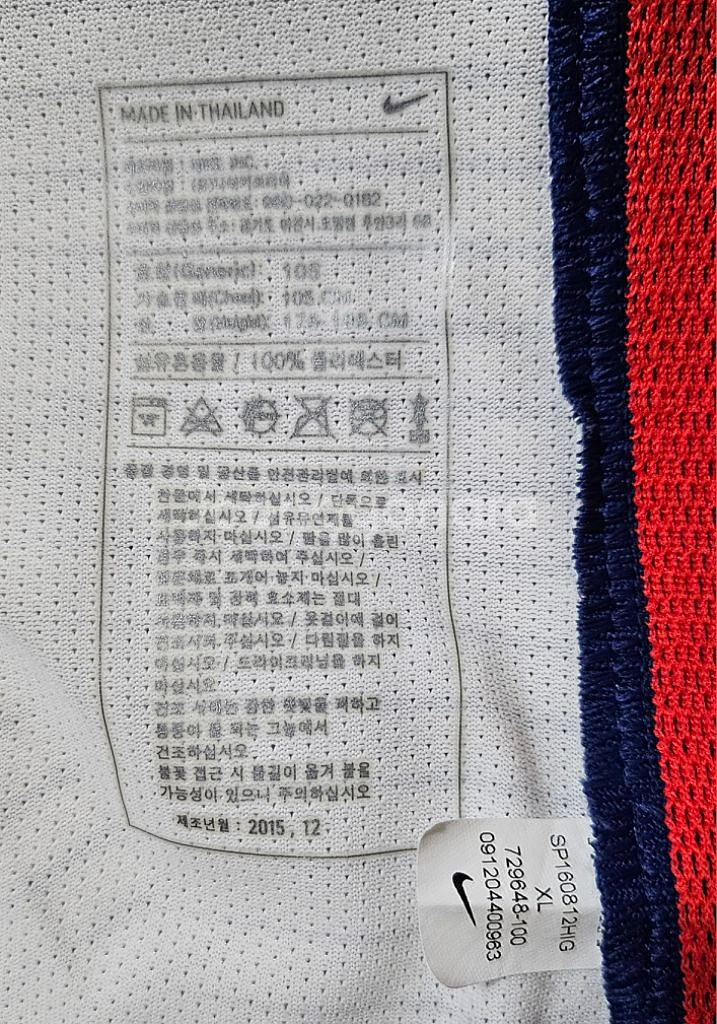 MADE IN THAILAND
080-022-0182
호칭(Generic): 105
가슴둘레(Chest): 105 CM
(Height): CM
섬유혼용율 / 100% 폴리에스터
품질 경영 및 공산품 안전관리법에 의한 표시
찬물에서 세탁하십시오 / 단독으로
세탁하십시오 / 섬유유연제를
사용하지 마십시오 / 땀을 많이 흘린
경우 즉시 세탁하여 주십시오 /
포개어 놓지 마십시오 /
표백제 및 효소제는 절대
사용하지 마십시오 / 옷걸이에 걸어
건조시켜 주십시오 / 다림질을 하지
마십시오 / 드라이크리닝을 하지
마십시오
건조 시에는 강한 햇빛을 피하고
통풍이 잘 되는 그늘에서
건조하십시오
불꽃 접근 시 불길이 옮겨 붙을
가능성이 있으니 주의하십시오
제조년월 : 2015, 12
SP160812HIG
XL
729648-100
091204400963